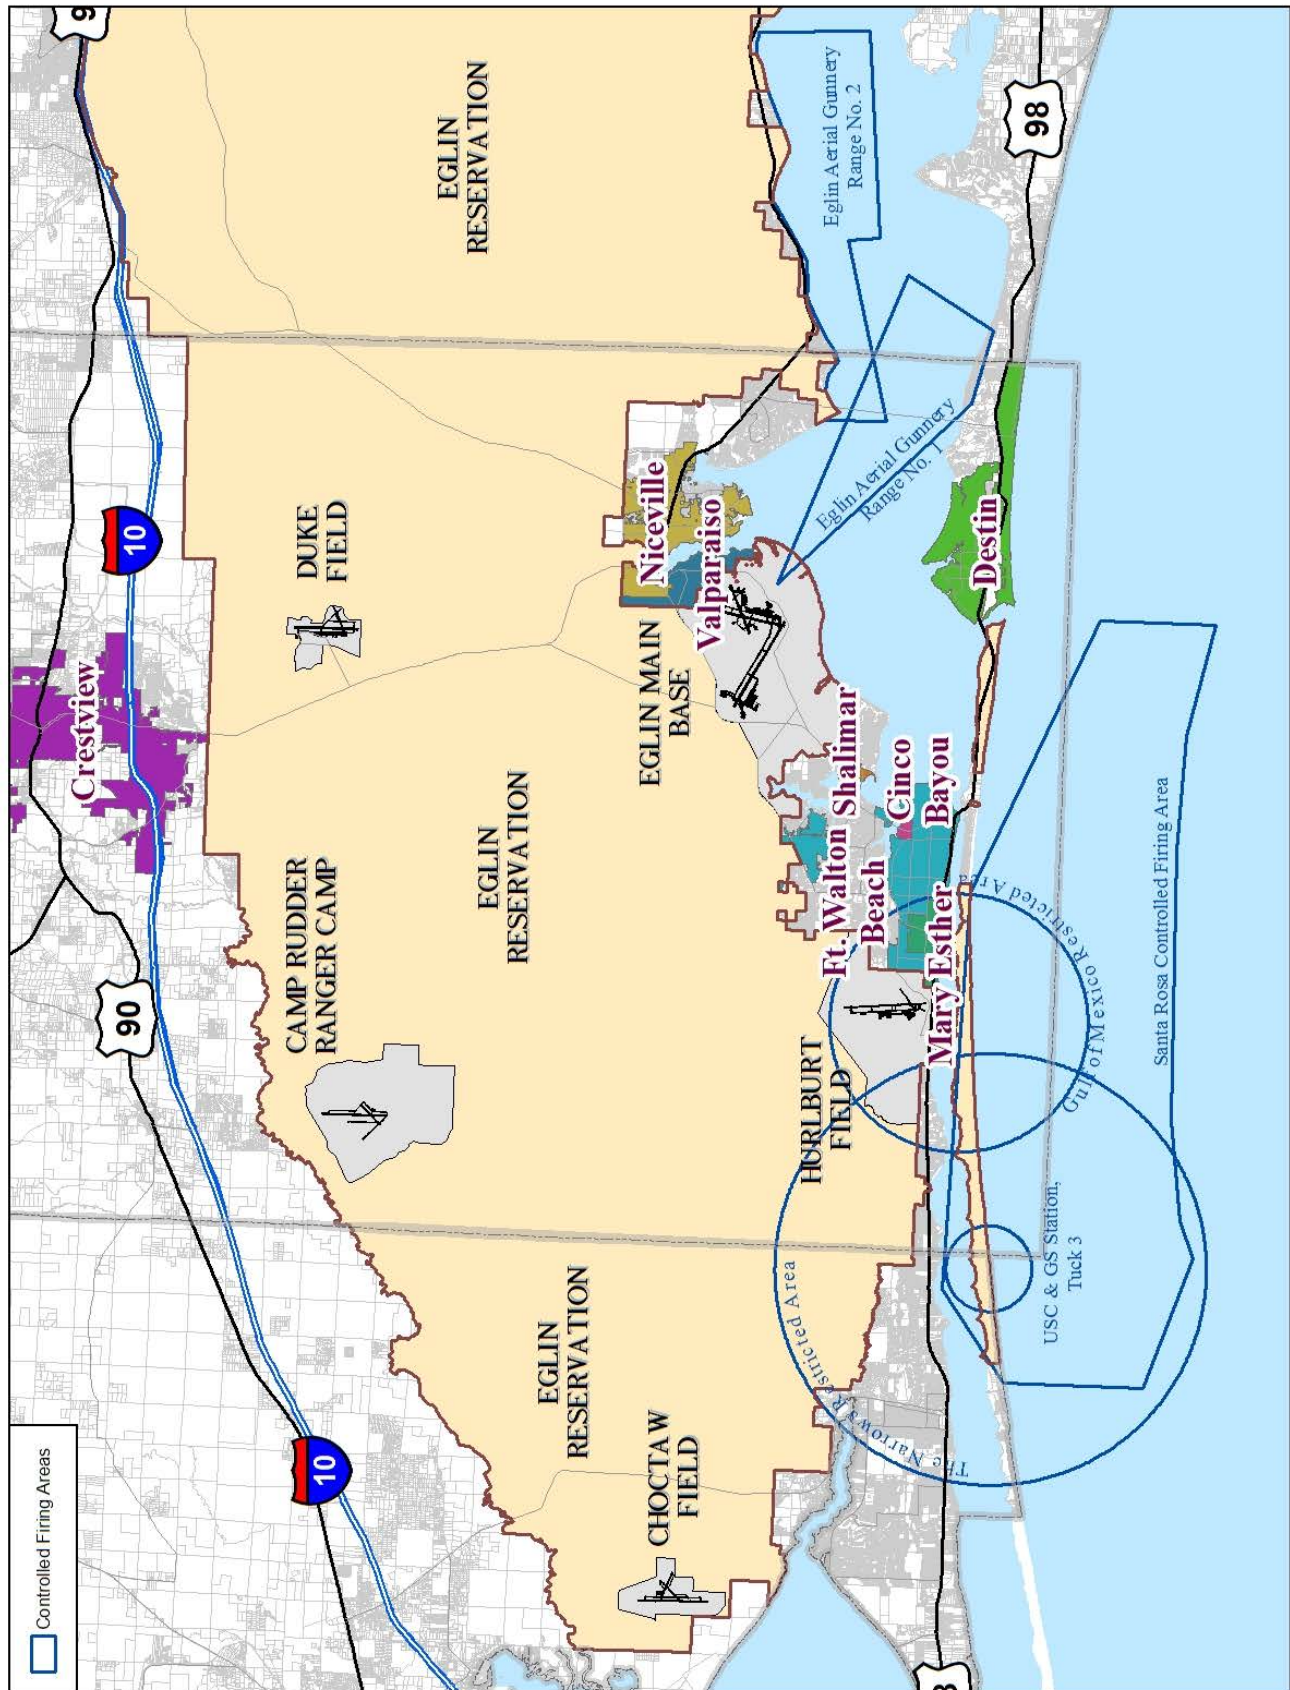 Controlled Firing Areas
10
90
10
9
Crestview
CAMP RUDDER
RANGER CAMP
DUKE
FIELD
EGLIN
RESERVATION
EGLIN
RESERVATION
EGLIN
RESERVATION
CHOCTAW
FIELD
EGLIN MAIN
BASE
Niceville
Valparaiso
HURLBURT
FIELD
Ft. Walton
Beach
Shalimar
Cinco
Bayou
Mary Esther
Destin
98
Eglin Aerial Gunnery
Range No. 2
Eglin Aerial Gunnery
Range No. 1
The Narrows Restricted Area
Gulf of Mexico Restricted Area
USC & GS Station,
Tuck 3
Santa Rosa Controlled Firing Area